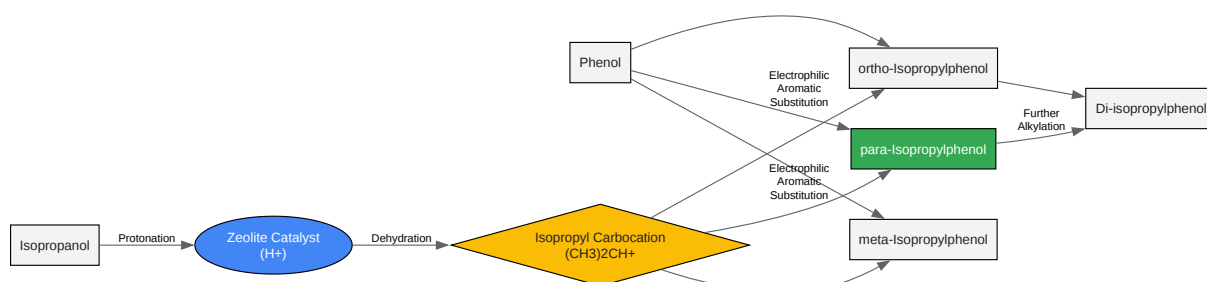 Phenol
Electrophilic
Aromatic
Substitution
ortho-Isopropylphenol
Di-isopropylphenol
Further
Alkylation
para-Isopropylphenol
Electrophilic
Aromatic
Substitution
Isopropanol
Protonation
Zeolite Catalyst
(H+)
Dehydration
Isopropyl Carbocation
(CH3)2CH+
meta-Isopropylphenol